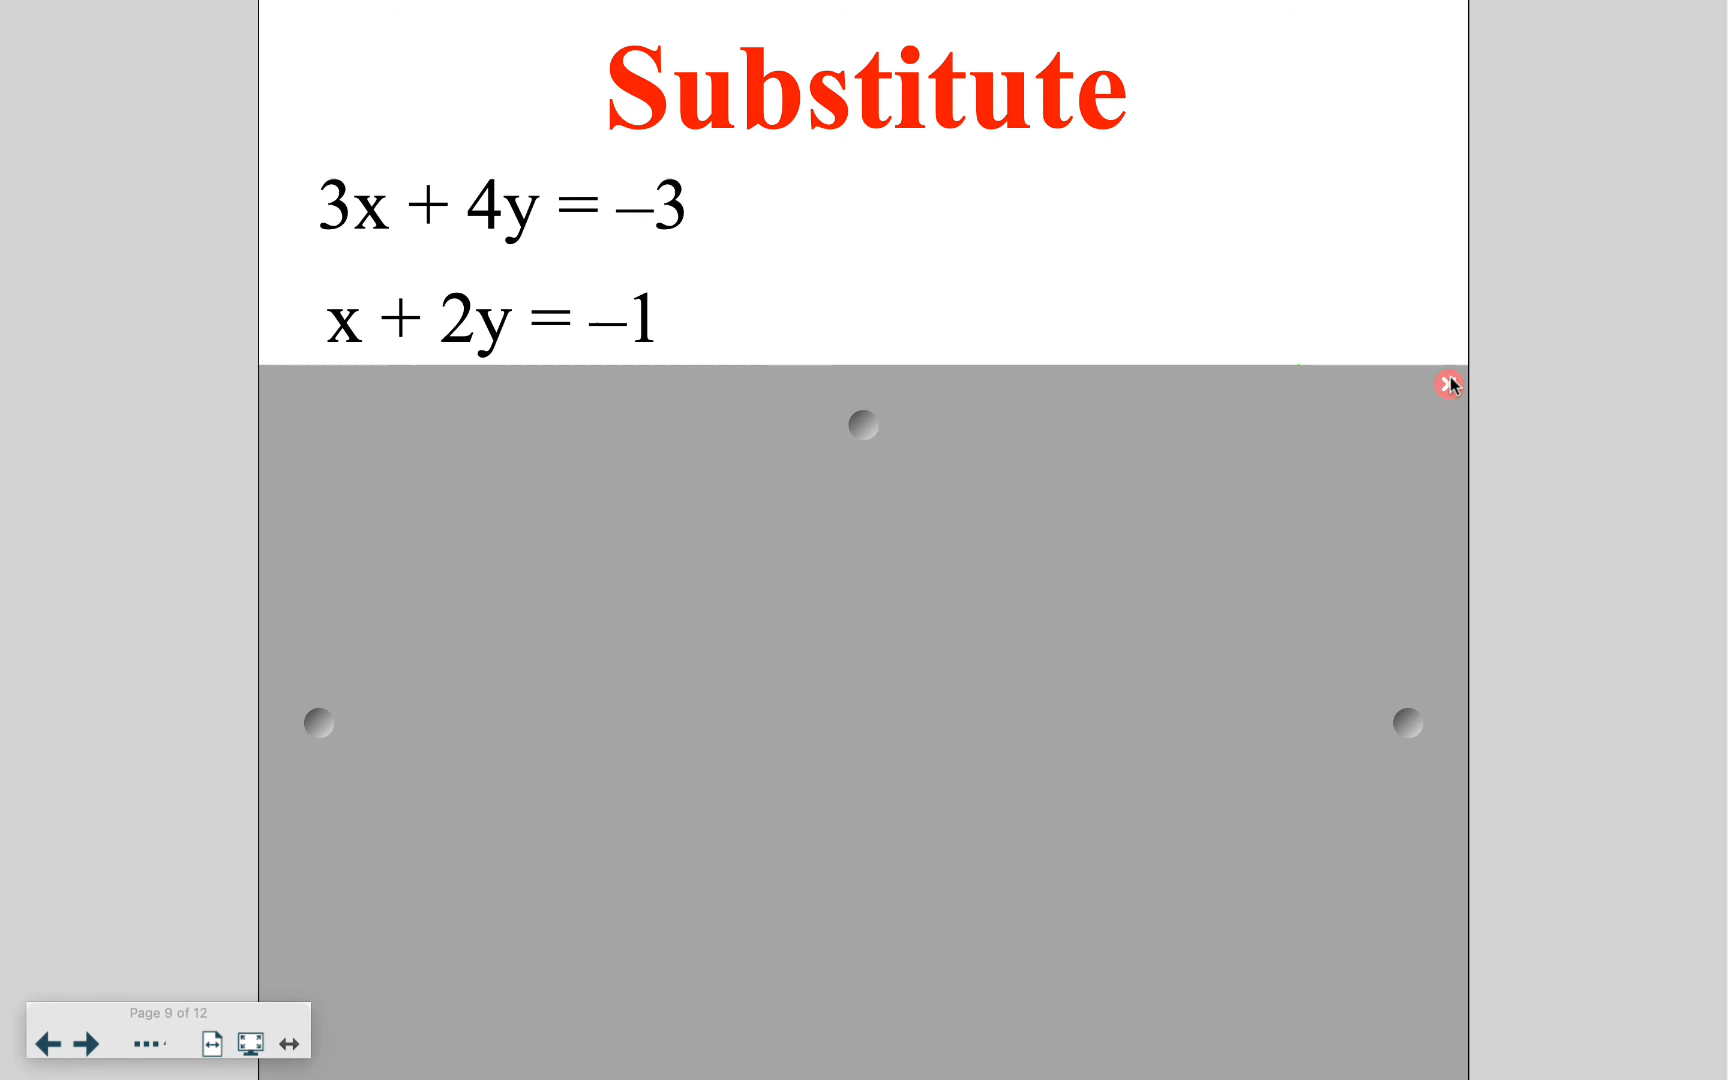 Substitute
3x + 4y = –3
x + 2y = –1
Page 9 of 12